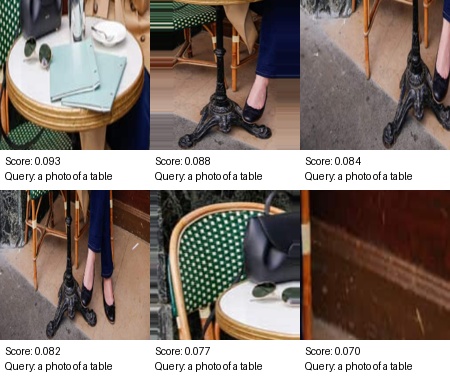 Score: 0.093
Query: a photo of a table
Score: 0.088
Query: a photo of a table
Score: 0.084
Query: a photo of a table
Score: 0.082
Query: a photo of a table
Score: 0.077
Query: a photo of a table
Score: 0.070
Query: a photo of a table